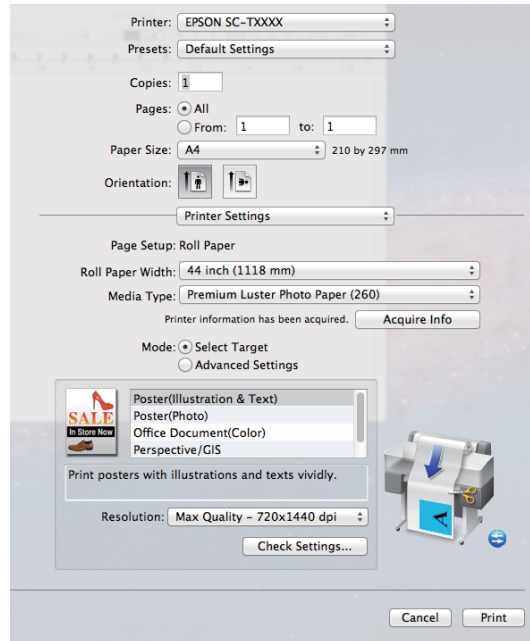 Printer: EPSON SC-TXXXX
Presets: Default Settings
Copies: 1
Pages: All
From: 1 to: 1
Paper Size: A4 210 by 297 mm
Orientation:
Printer Settings
Page Setup: Roll Paper
Roll Paper Width: 44 inch (1118 mm)
Media Type: Premium Luster Photo Paper (260)
Printer information has been acquired. Acquire Info
Mode: Select Target
Advanced Settings
SALE
In Store Now
Poster(Illustration & Text)
Poster(Photo)
Office Document(Color)
Perspective/GIS
Print posters with illustrations and texts vividly.
Resolution: Max Quality - 720x1440 dpi
Check Settings...
A
Cancel Print